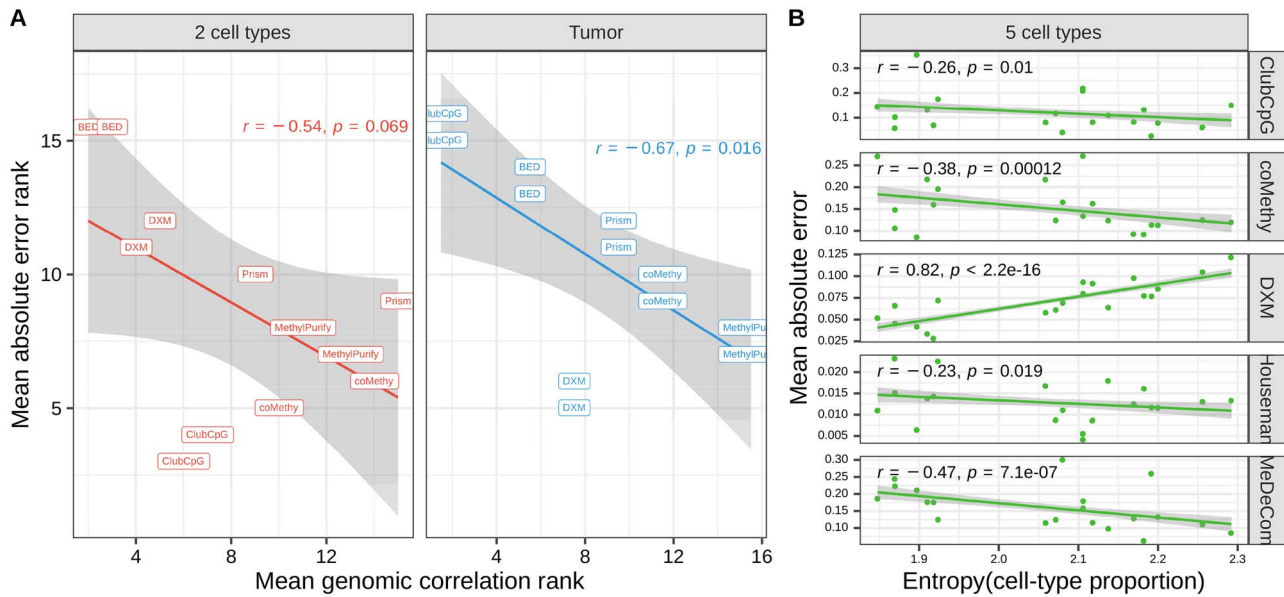 A
2 cell types
Tumor
r = −0.54, p = 0.069
r = −0.67, p = 0.016
BED
BED
DXM
DXM
Prism
Prism
MethylPurify
MethylPurify
coMethy
coMethy
ClubCpG
ClubCpG
lubCpG
lubCpG
BED
BED
Prism
Prism
coMethy
coMethy
MethylPu
MethylPu
DXM
DXM
15
10
5
4
8
12
4
8
12
16
Mean absolute error rank
Mean genomic correlation rank
B
5 cell types
r = −0.26, p = 0.01
0.3
0.2
0.1
ClubCpG
r = −0.38, p = 0.00012
0.25
0.20
0.15
0.10
coMethy
r = 0.82, p < 2.2e-16
0.125
0.100
0.075
0.050
0.025
DXM
r = −0.23, p = 0.019
0.020
0.015
0.010
0.005
Houseman
r = −0.47, p = 7.1e-07
0.30
0.25
0.20
0.15
0.10
MeDeCom
1.9
2.0
2.1
2.2
2.3
Mean absolute error
Entropy(cell-type proportion)